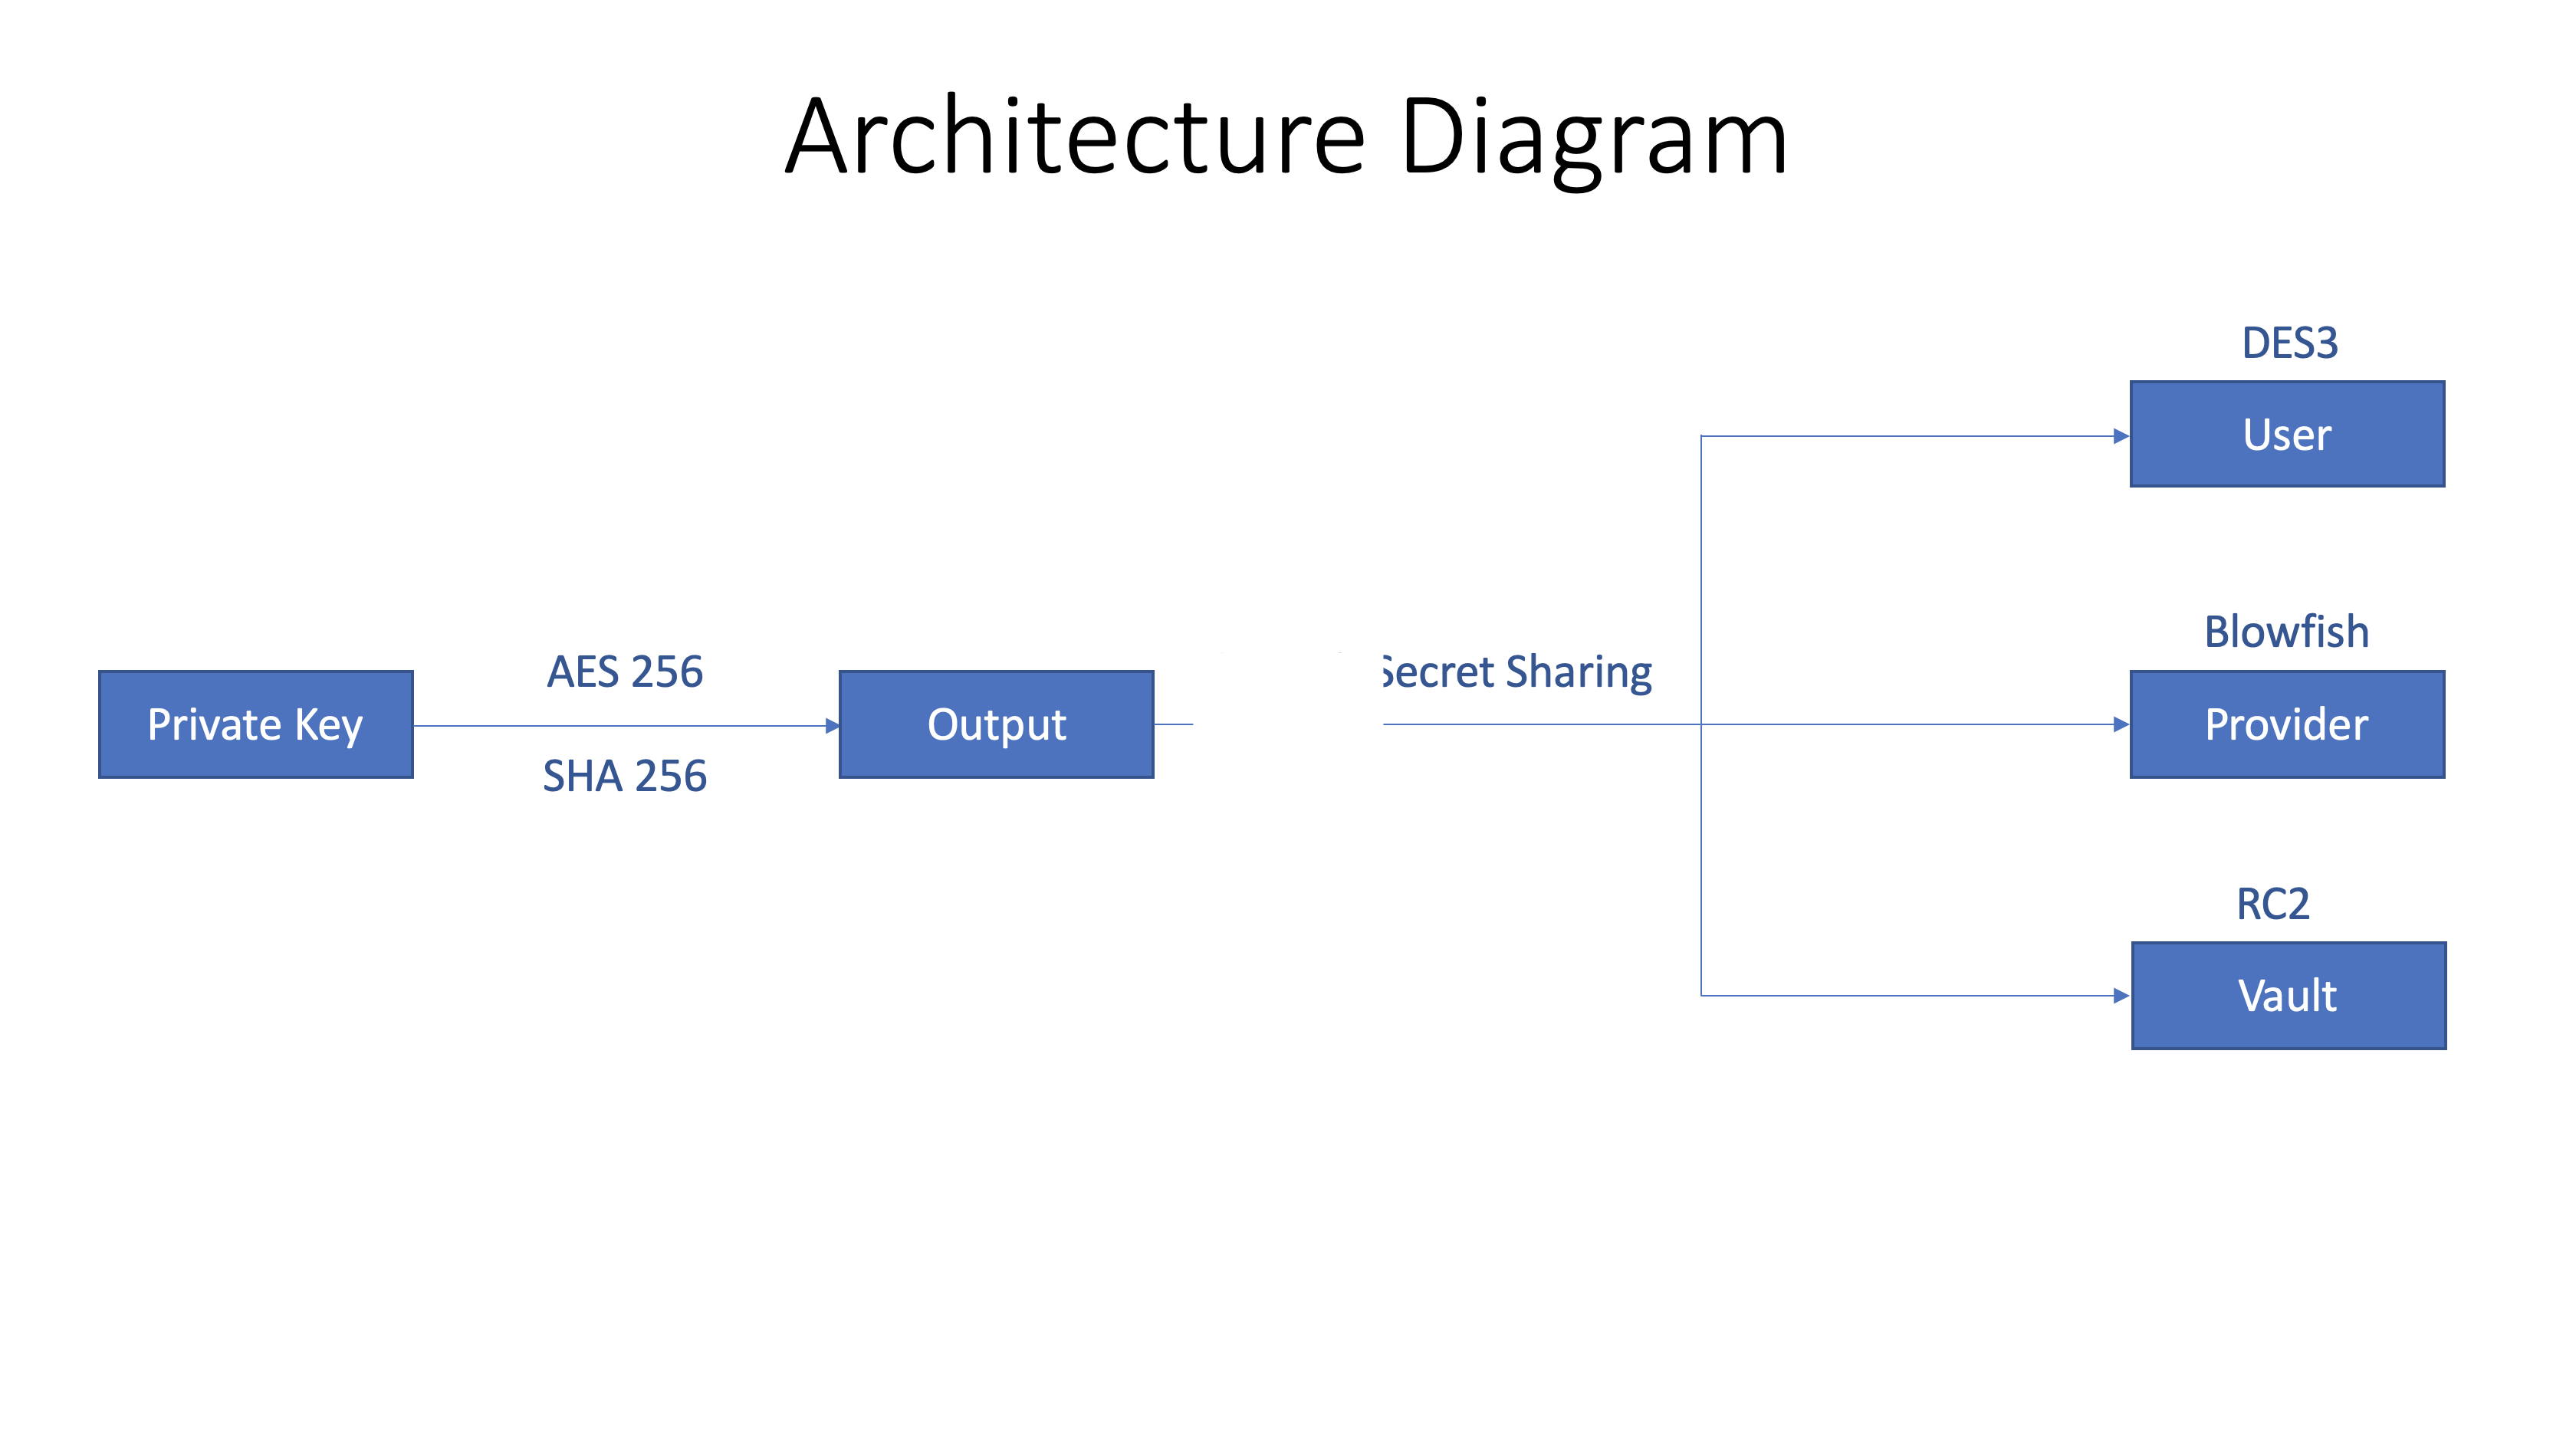 Architecture Diagram
DES3
User
Blowfish
AES 256
Secret Sharing
Private Key
Output
Provider
SHA 256
RC2
Vault